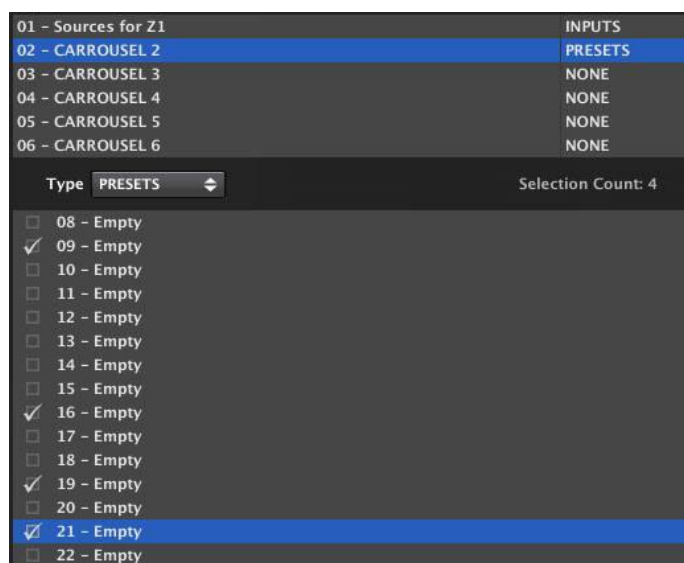 01 – Sources for Z1 INPUTS
02 – CARROUSEL 2 PRESETS
03 – CARROUSEL 3 NONE
04 – CARROUSEL 4 NONE
05 – CARROUSEL 5 NONE
06 – CARROUSEL 6 NONE
Type PRESETS Selection Count: 4
08 – Empty
09 – Empty
10 – Empty
11 – Empty
12 – Empty
13 – Empty
14 – Empty
15 – Empty
16 – Empty
17 – Empty
18 – Empty
19 – Empty
20 – Empty
21 – Empty
22 – Empty